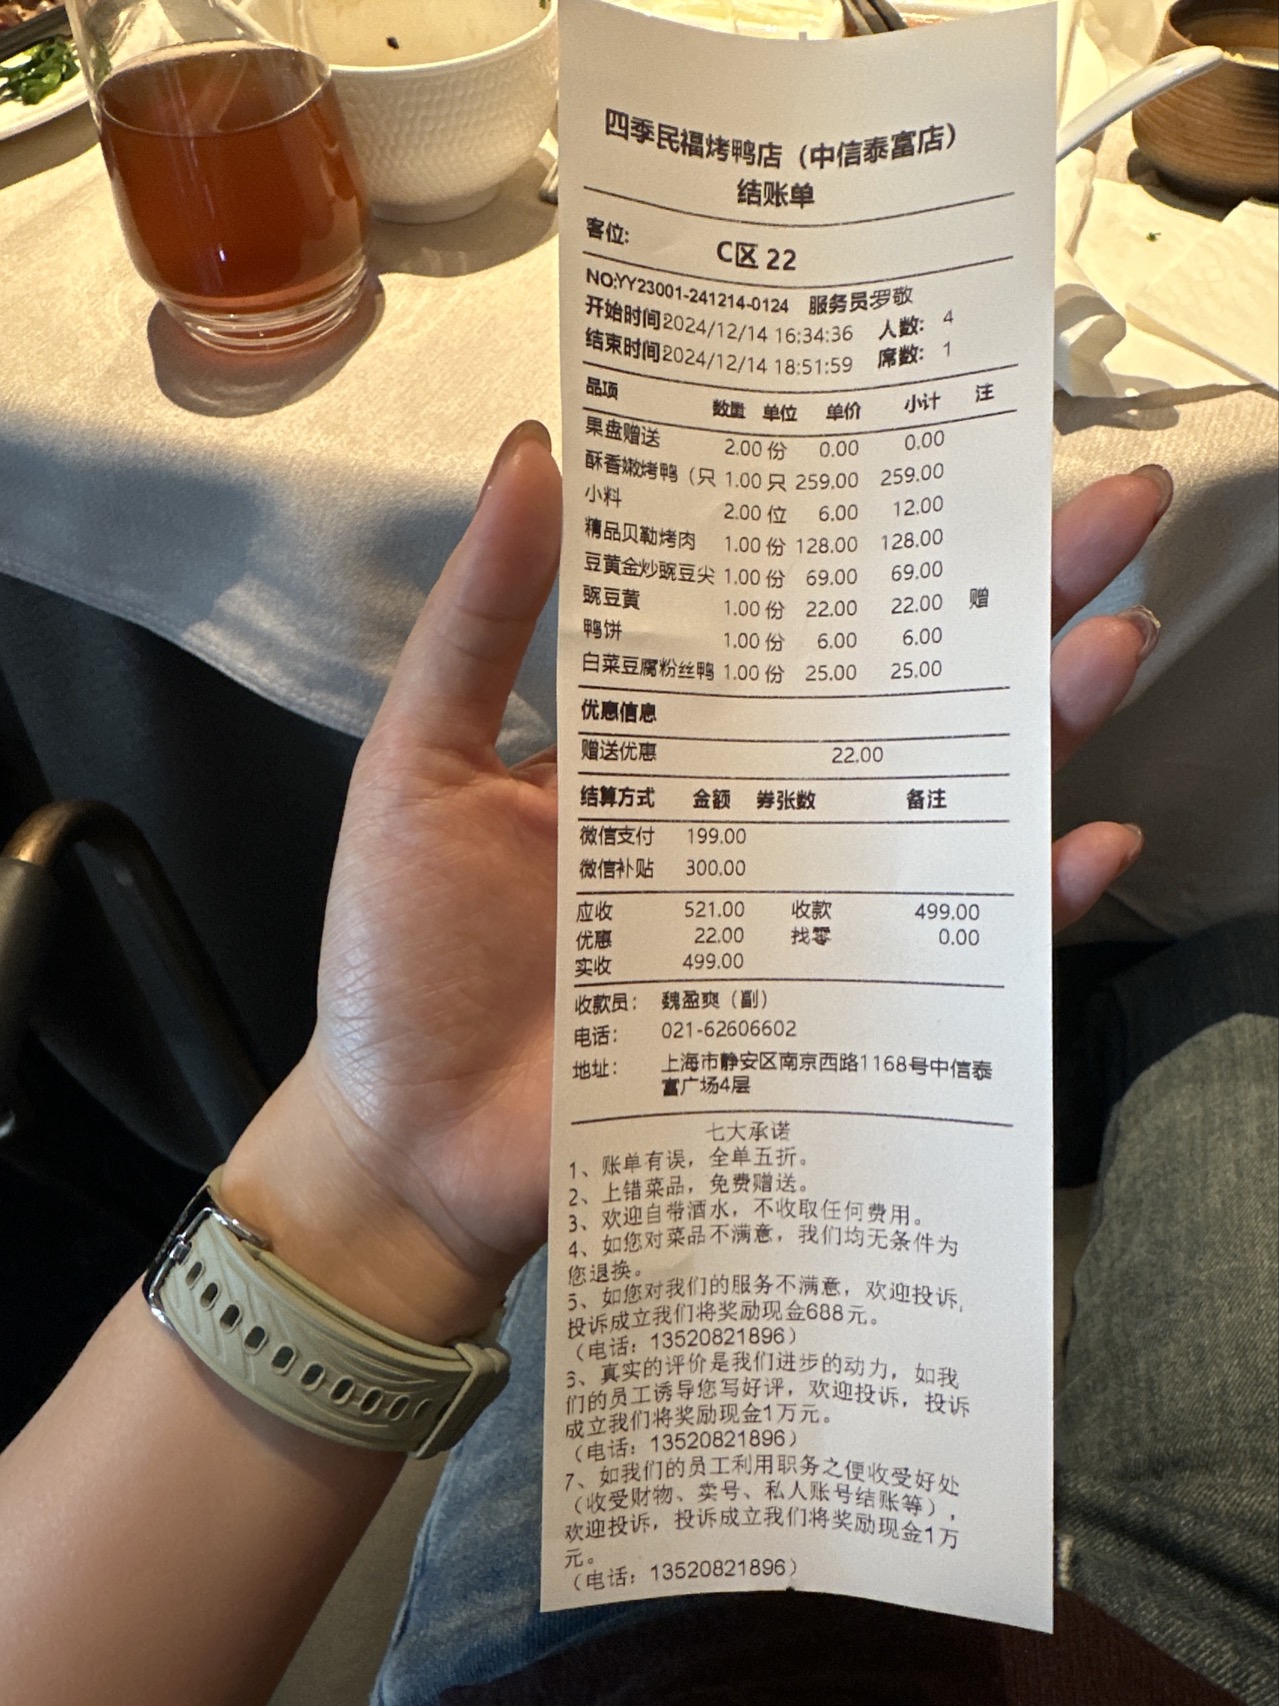 四季民福烤鸭店（中信泰富店）
结账单
客位: C区 22
NO:YY23001-241214-0124 服务员罗敬
开始时间2024/12/14 16:34:36 人数: 4
结束时间2024/12/14 18:51:59 席数: 1
品项 数量 单位 单价 小计 注
果盘赠送 2.00 份 0.00 0.00
酥香嫩烤鸭（只 1.00 只 259.00 259.00
小料 2.00 位 6.00 12.00
精品贝勒烤肉 1.00 份 128.00 128.00
豆黄金炒豌豆尖 1.00 份 69.00 69.00
豌豆黄 1.00 份 22.00 22.00 赠
鸭饼 1.00 份 6.00 6.00
白菜豆腐粉丝鸭 1.00 份 25.00 25.00
优惠信息
赠送优惠 22.00
结算方式 金额 券张数 备注
微信支付 199.00
微信补贴 300.00
应收 521.00 收款 499.00
优惠 22.00 找零 0.00
实收 499.00
收款员: 魏盈爽（副）
电话: 021-62606602
地址: 上海市静安区南京西路1168号中信泰
富广场4层
七大承诺
1、账单有误，全单五折。
2、上错菜品，免费赠送。
3、欢迎自带酒水，不收取任何费用。
4、如您对菜品不满意，我们均无条件为
您退换。
5、如您对我们的服务不满意，欢迎投诉，
投诉成立我们将奖励现金688元。
（电话: 13520821896）
6、真实的评价是我们进步的动力，如我
们的员工诱导您写好评，欢迎投诉，投诉
成立我们将奖励现金1万元。
（电话: 13520821896）
7、如我们的员工利用职务之便收受好处
（收受财物、卖号、私人账号结账等），
欢迎投诉，投诉成立我们将奖励现金1万
元。
（电话: 13520821896）